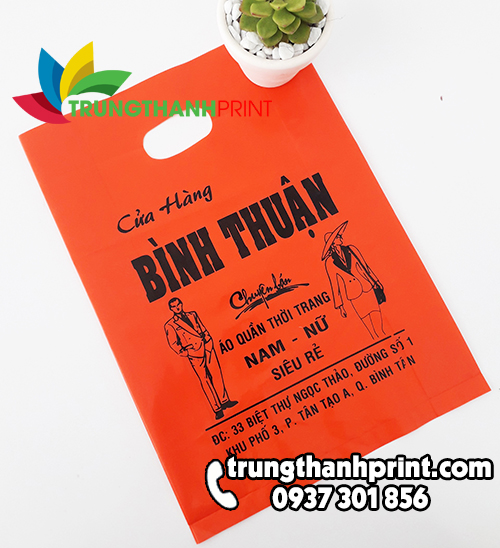 TRUNGTHANHPRINT
Cửa Hàng
BÌNH THUẬN
Chuyên bán
ÁO QUẦN THỜI TRANG
NAM - NỮ
SIÊU RẺ
ĐC: 33 BIỆT THỰ NGỌC THẢO, ĐƯỜNG SỐ 1
KHU PHỐ 3, P. TÂN TẠO A, Q. BÌNH TÂN
trungthanhprint.com
0937 301 856